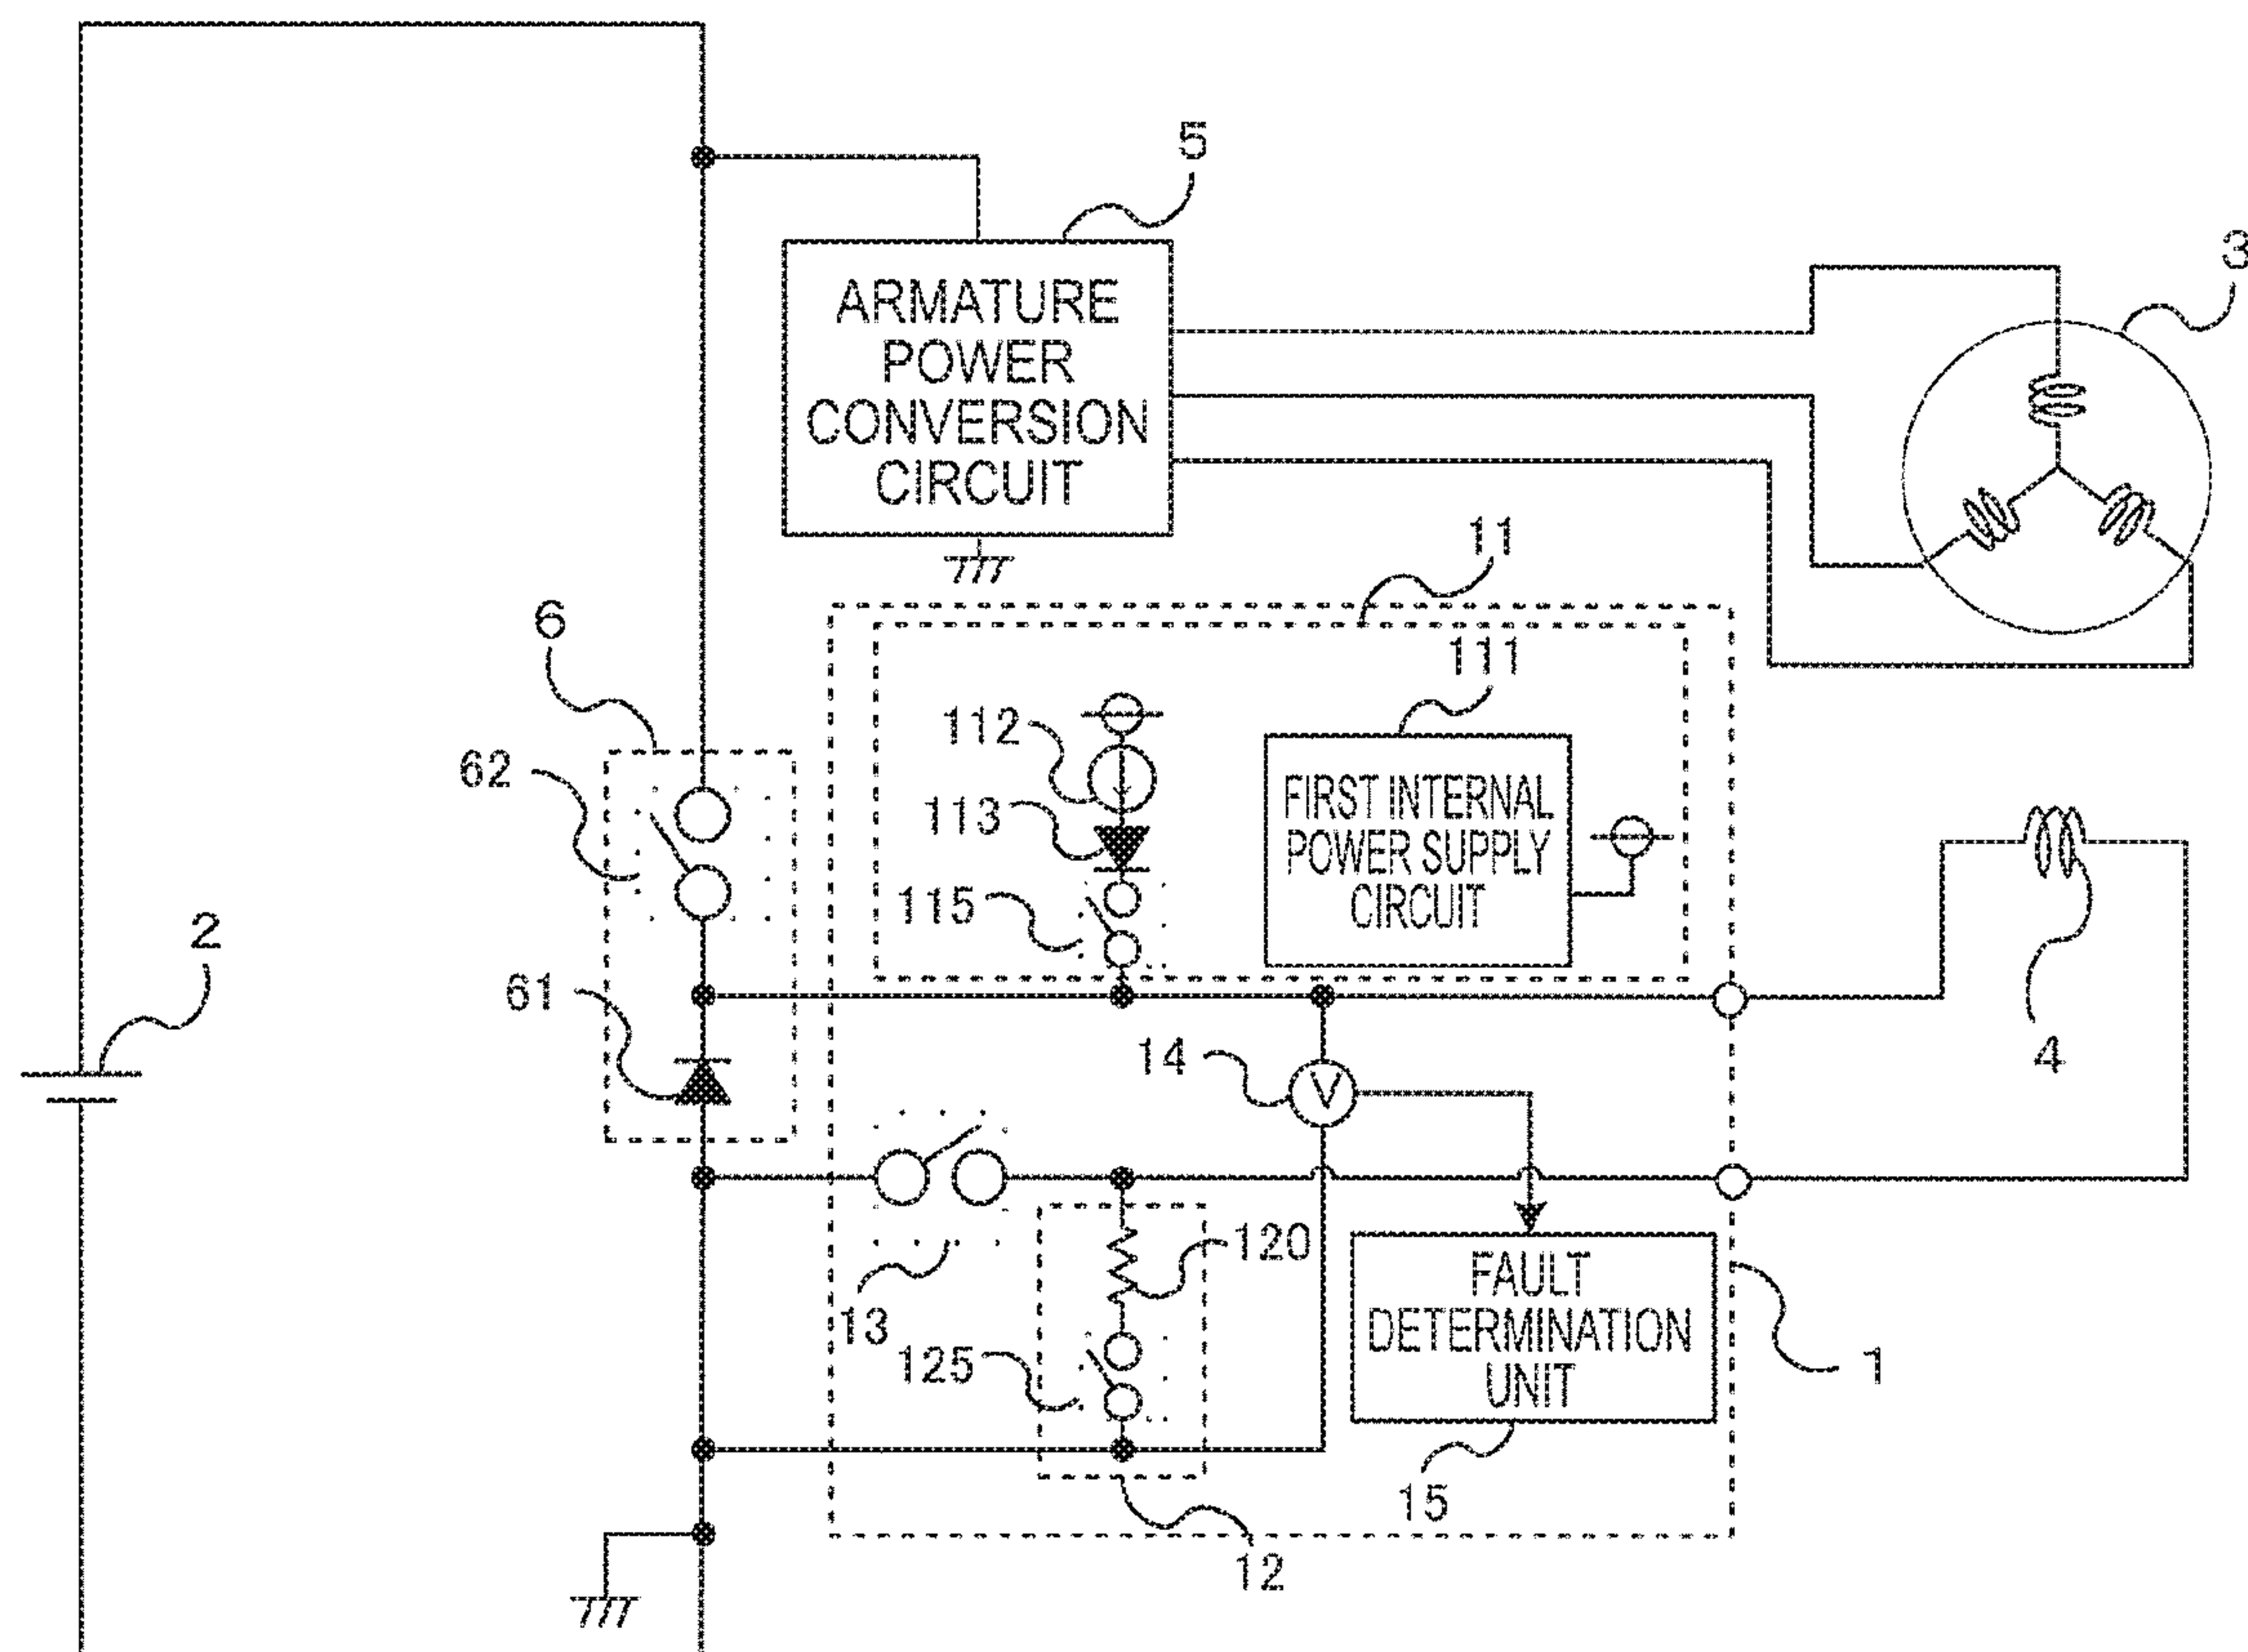 5
ARMATURE
POWER
CONVERSION
CIRCUIT
3
11
6
111
62
112
FIRST INTERNAL
POWER SUPPLY
CIRCUIT
113
115
2
61
14
V
4
120
FAULT
DETERMINATION
UNIT
13
125
1
15
12